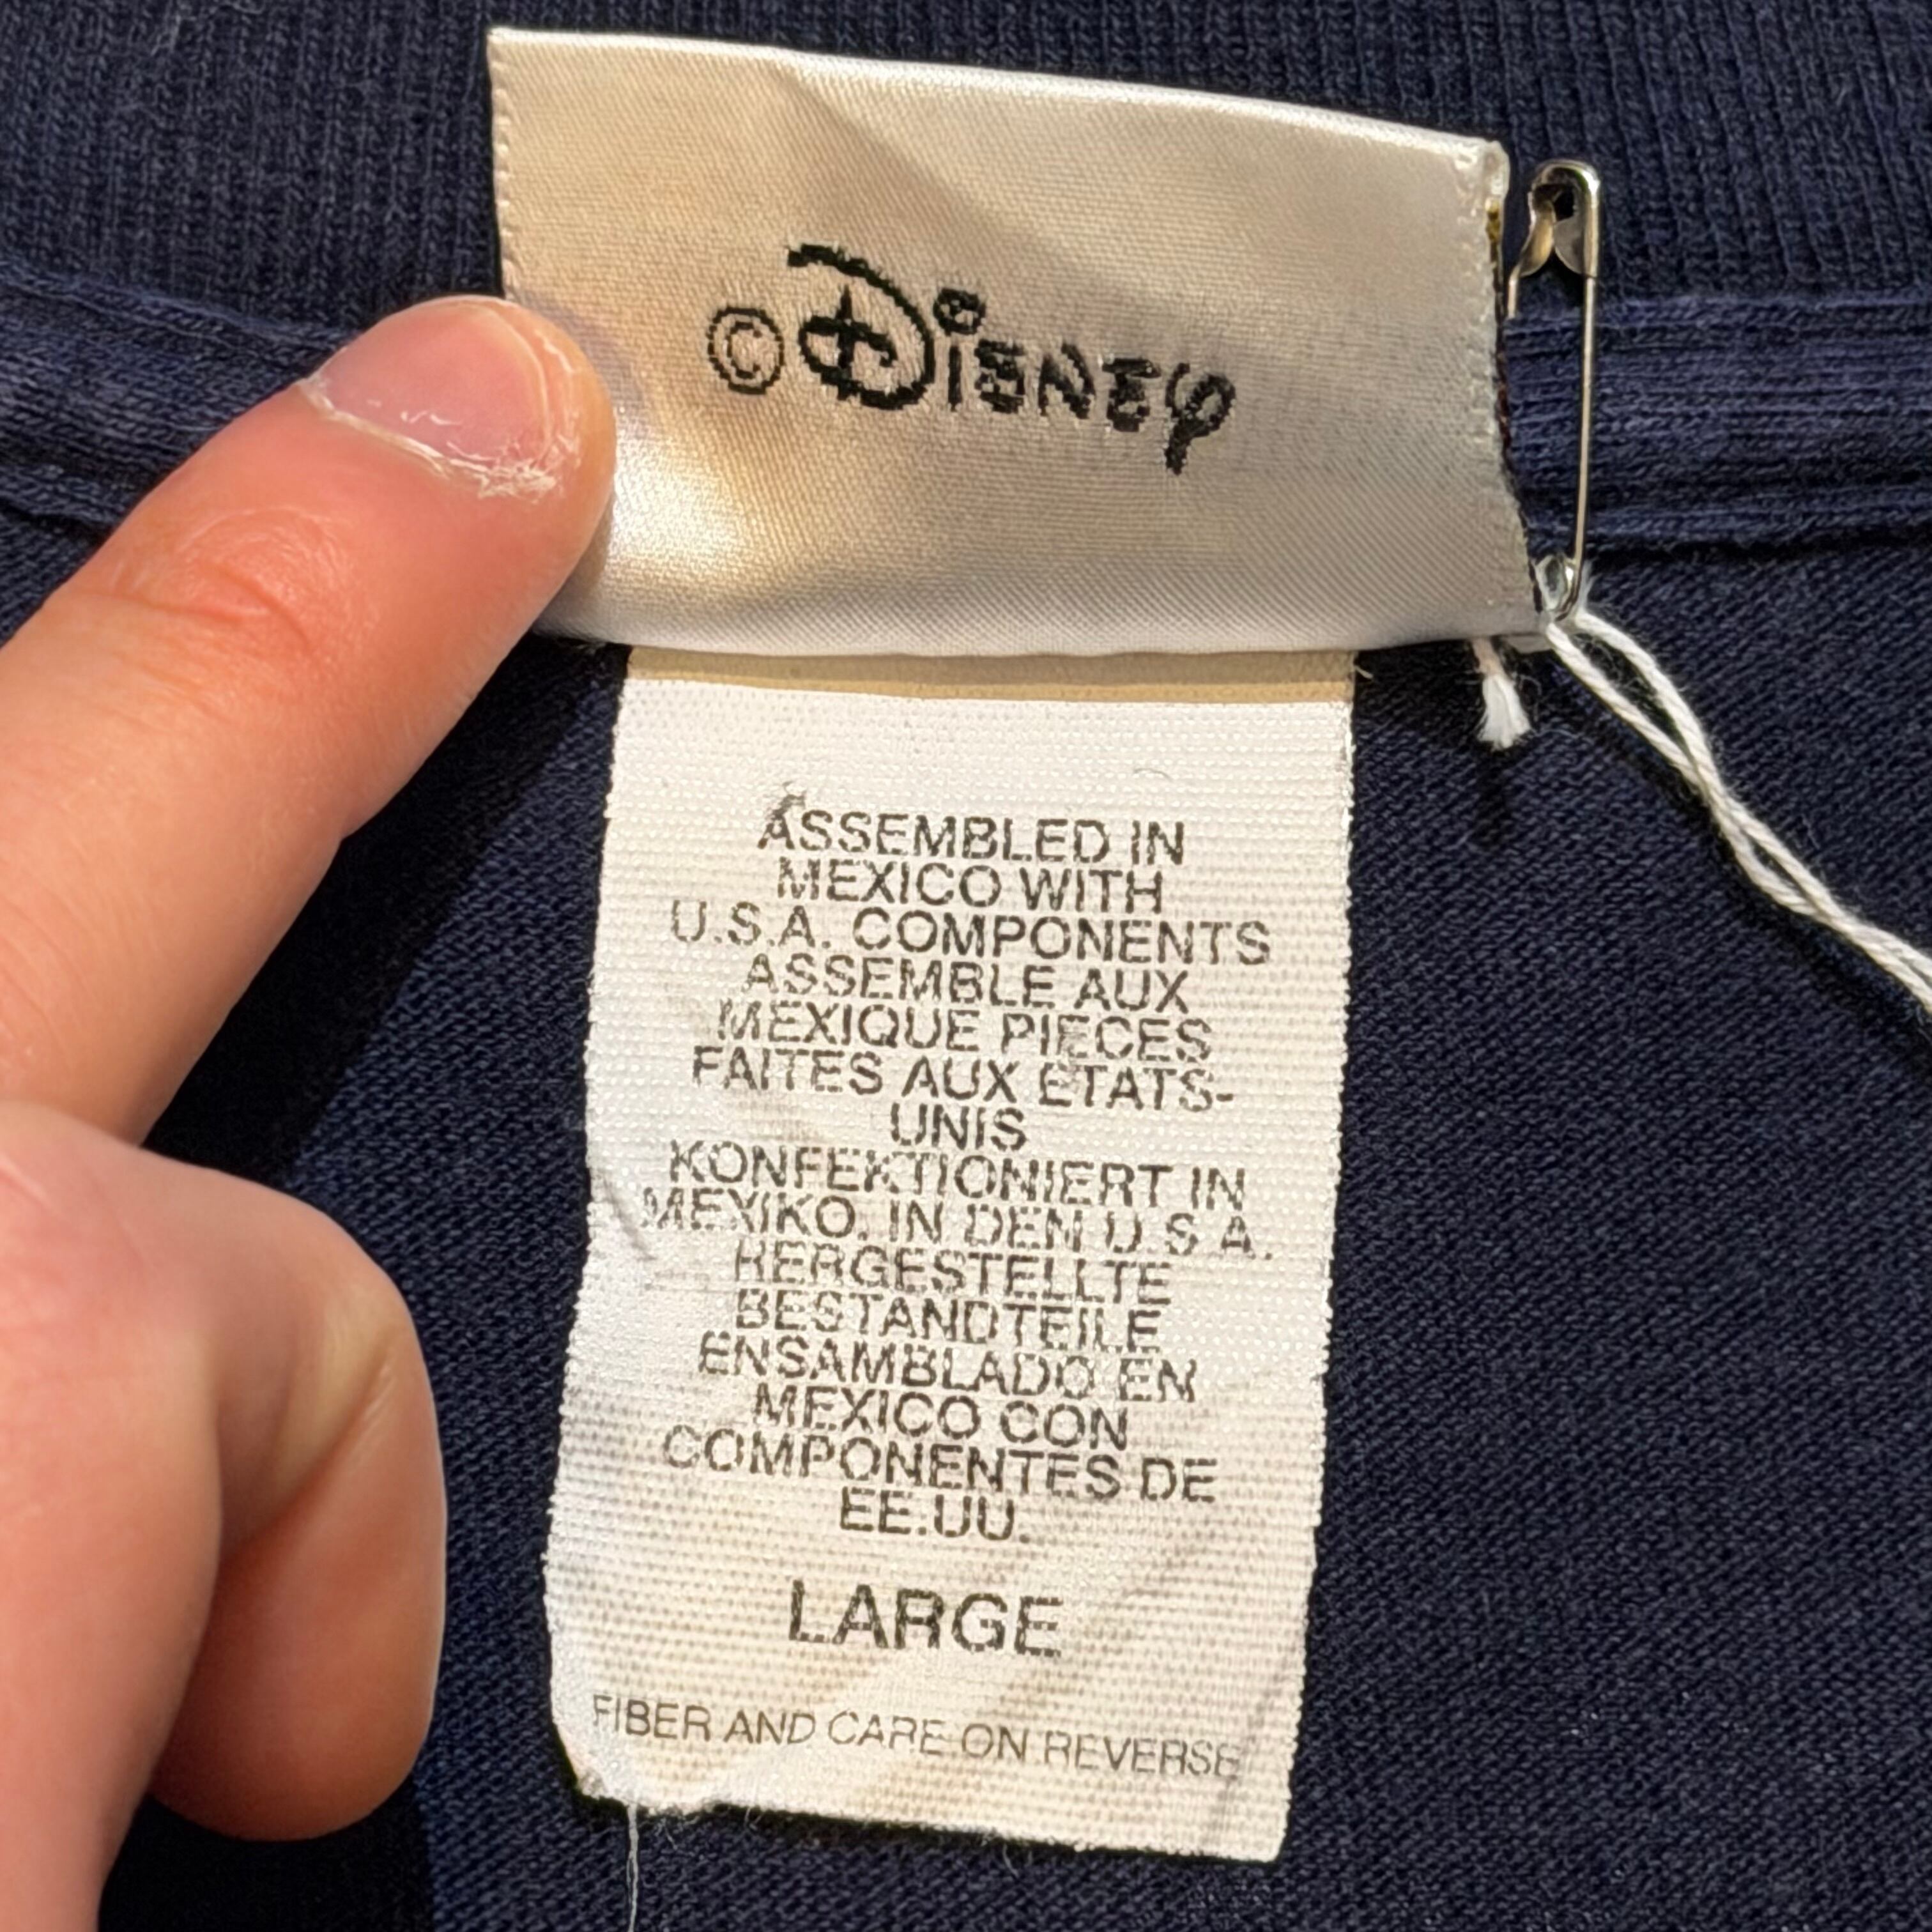 ©Disney
ASSEMBLED IN
MEXICO WITH
U.S.A. COMPONENTS
ASSEMBLE AUX
MEXIQUE PIECES
FAITES AUX ETATS-
UNIS
KONFEKTIONIERT IN
MEXIKO. IN DEN U.S.A.
HERGESTELLTE
BESTANDTEILE
ENSAMBLADO EN
MEXICO CON
COMPONENTES DE
EE.UU.
LARGE
FIBER AND CARE ON REVERSE